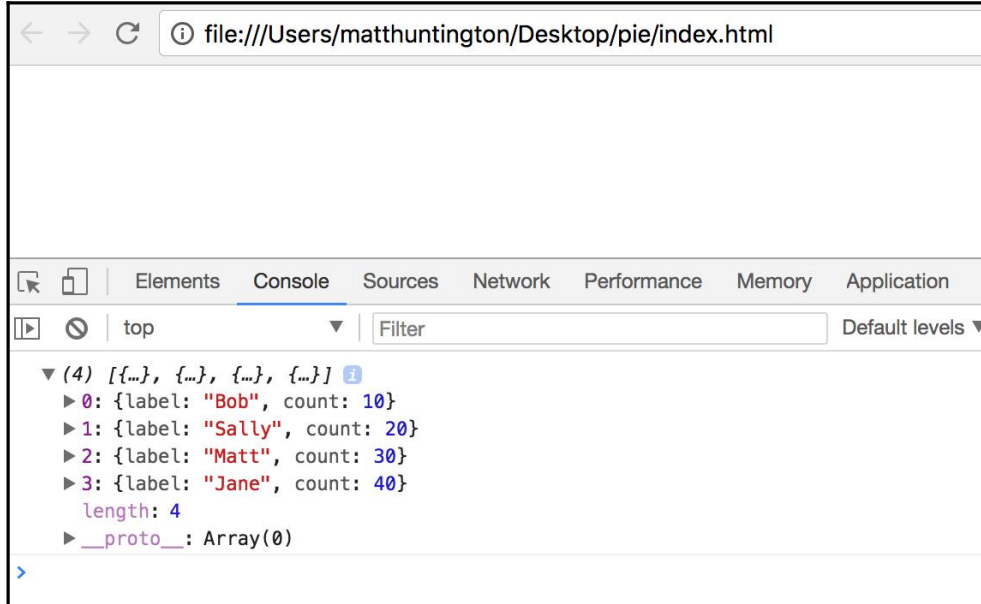 file:///Users/matthuntington/Desktop/pie/index.html
Elements Console Sources Network Performance Memory Application
top Filter Default levels
(4) [{…}, {…}, {…}, {…}] i
0: {label: "Bob", count: 10}
1: {label: "Sally", count: 20}
2: {label: "Matt", count: 30}
3: {label: "Jane", count: 40}
length: 4
__proto__: Array(0)